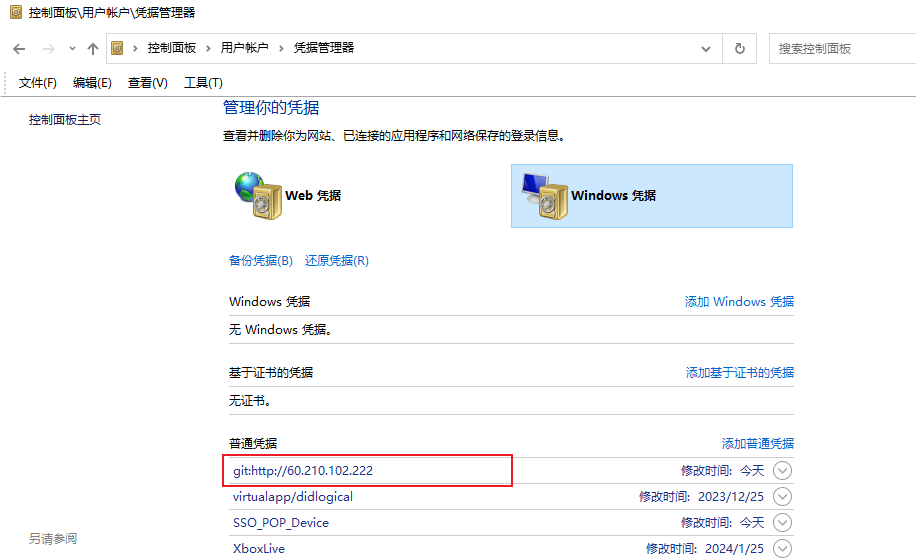 控制面板\用户帐户\凭据管理器
控制面板 > 用户帐户 > 凭据管理器
搜索控制面板
文件(F) 编辑(E) 查看(V) 工具(T)
控制面板主页
管理你的凭据
查看并删除你为网站、已连接的应用程序和网络保存的登录信息。
Web 凭据
Windows 凭据
备份凭据(B) 还原凭据(R)
Windows 凭据 添加 Windows 凭据
无 Windows 凭据。
基于证书的凭据 添加基于证书的凭据
无证书。
普通凭据 添加普通凭据
git:http://60.210.102.222 修改时间: 今天
virtualapp/didlogical 修改时间: 2023/12/25
SSO_POP_Device 修改时间: 今天
XboxLive 修改时间: 2024/1/25
另请参阅